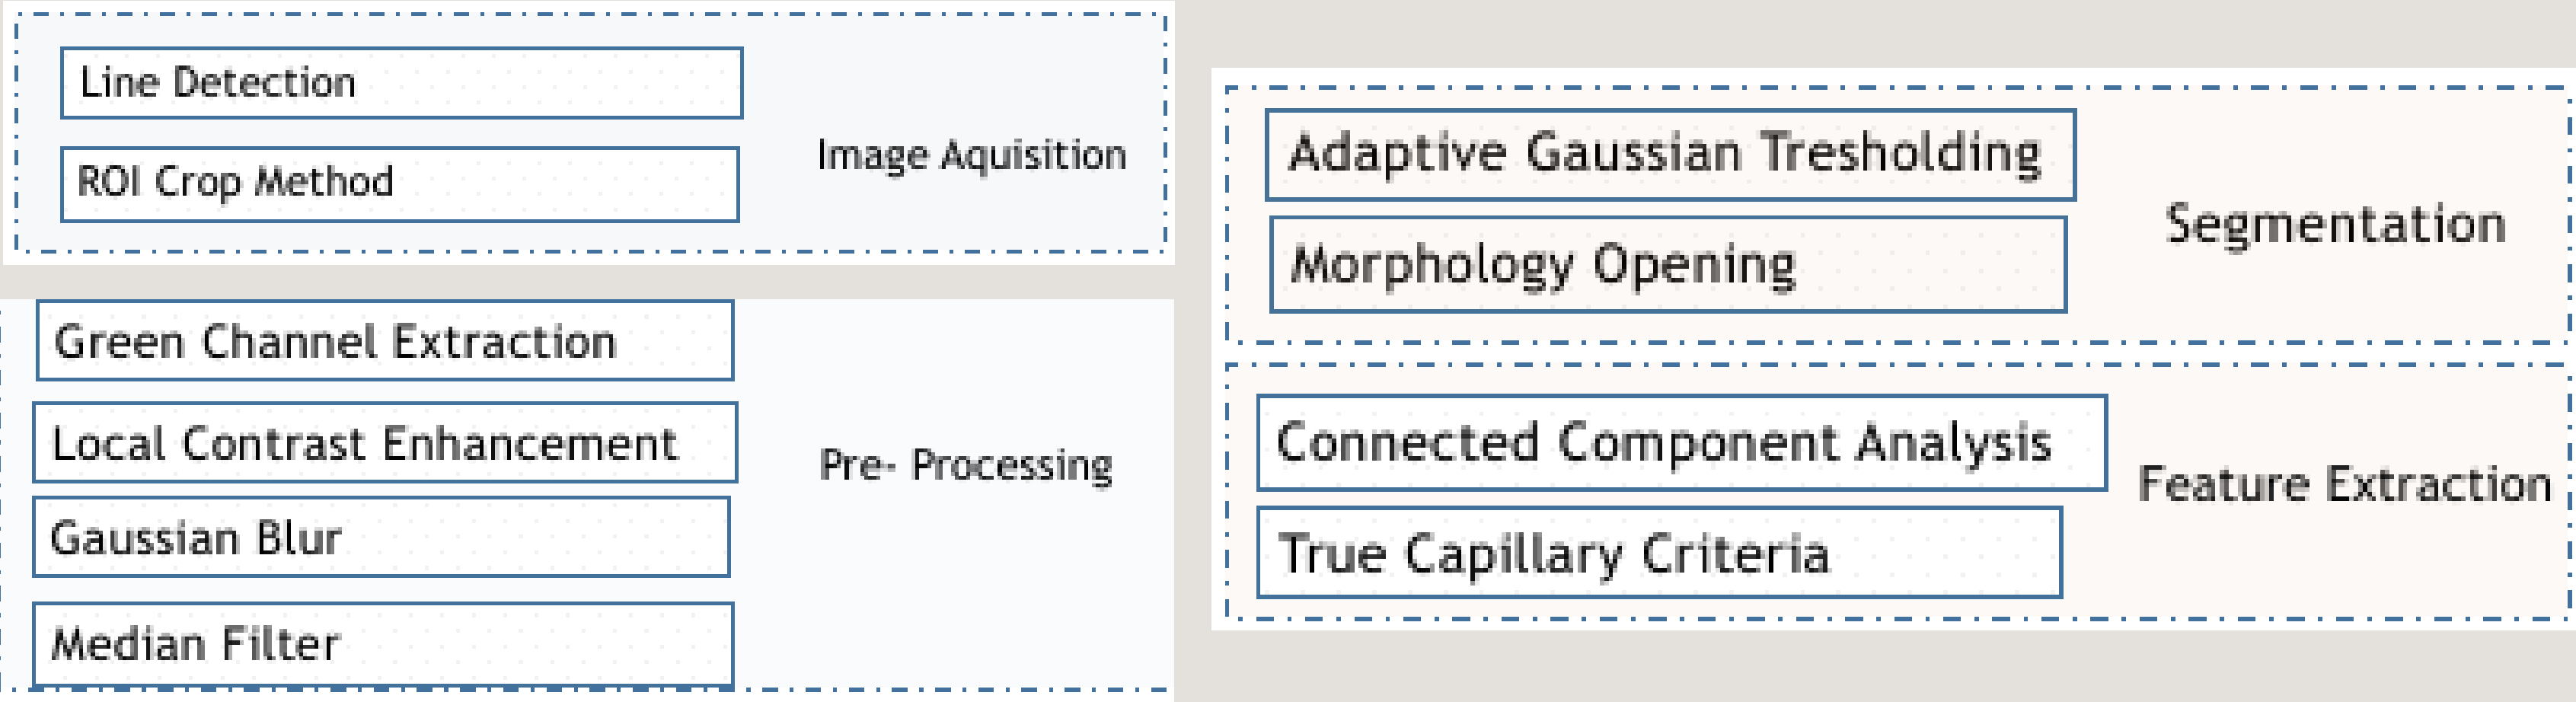 Line Detection
ROI Crop Method
Image Aquisition
Green Channel Extraction
Local Contrast Enhancement
Gaussian Blur
Median Filter
Pre- Processing
Adaptive Gaussian Tresholding
Morphology Opening
Segmentation
Connected Component Analysis
True Capillary Criteria
Feature Extraction